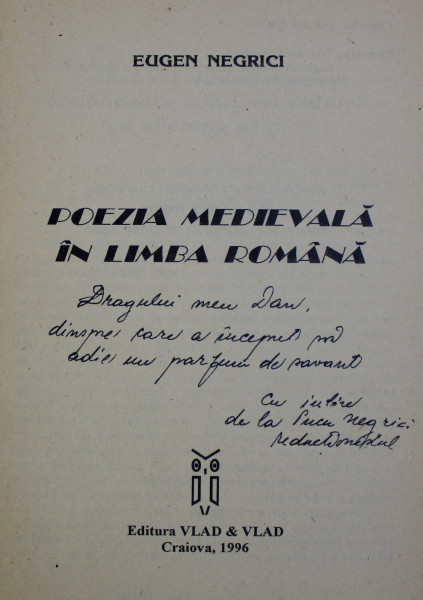 EUGEN NEGRICI
POEZIA MEDIEVALĂ
ÎN LIMBA ROMÂNĂ
Dragului meu Dan,
dinspre care a început să
adie un parfum de savant
Cu iubire
de la Negrici
Editura VLAD & VLAD
Craiova, 1996